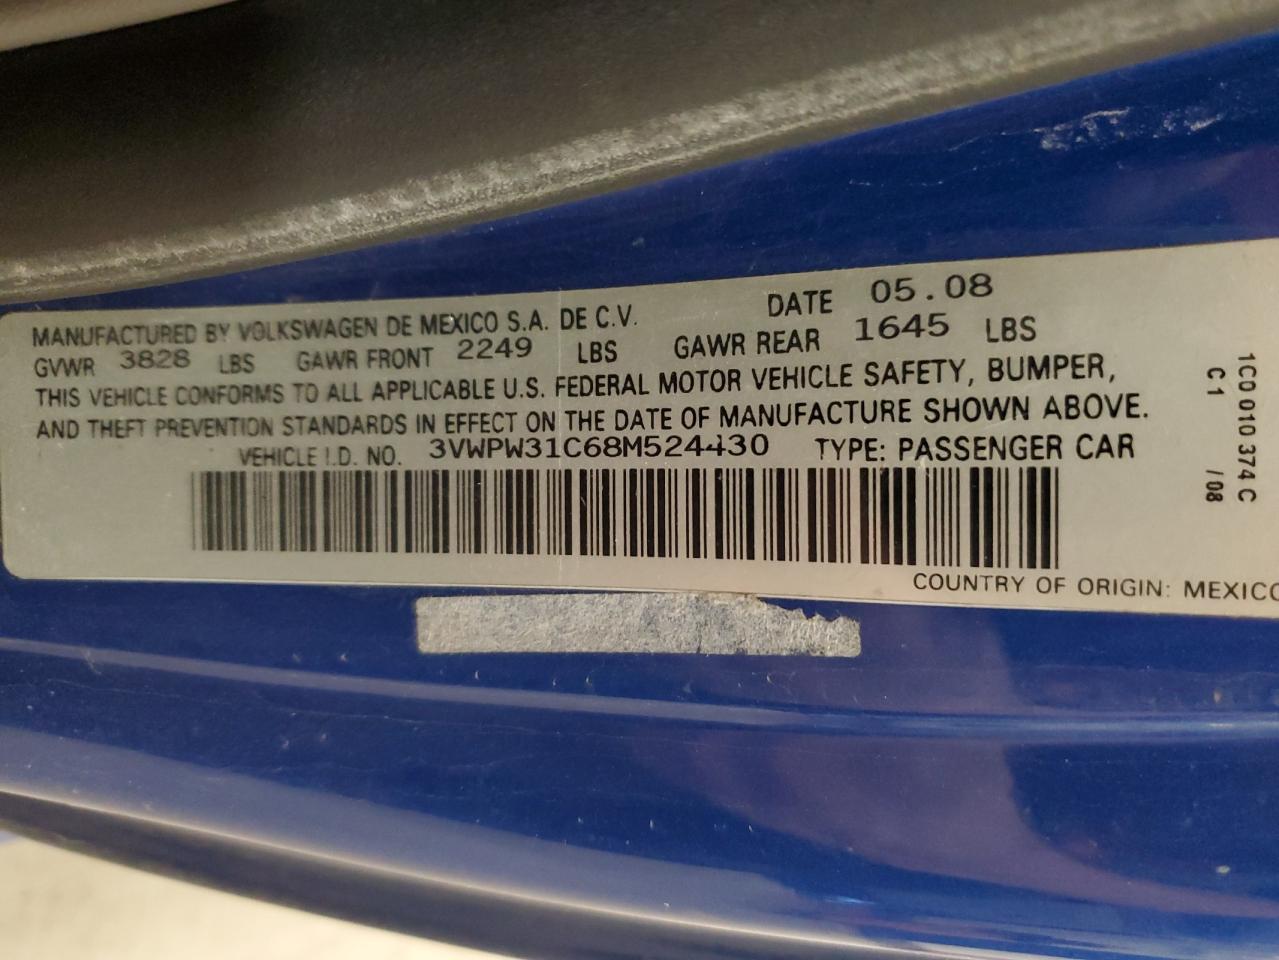 MANUFACTURED BY VOLKSWAGEN DE MEXICO S.A. DE C.V. DATE 05.08
GVWR 3828 LBS GAWR FRONT 2249 LBS GAWR REAR 1645 LBS
THIS VEHICLE CONFORMS TO ALL APPLICABLE U.S. FEDERAL MOTOR VEHICLE SAFETY, BUMPER,
AND THEFT PREVENTION STANDARDS IN EFFECT ON THE DATE OF MANUFACTURE SHOWN ABOVE.
VEHICLE I.D. NO. 3VWPW31C68M524430 TYPE: PASSENGER CAR
COUNTRY OF ORIGIN: MEXICO
1C0 010 374 C
C1 /08